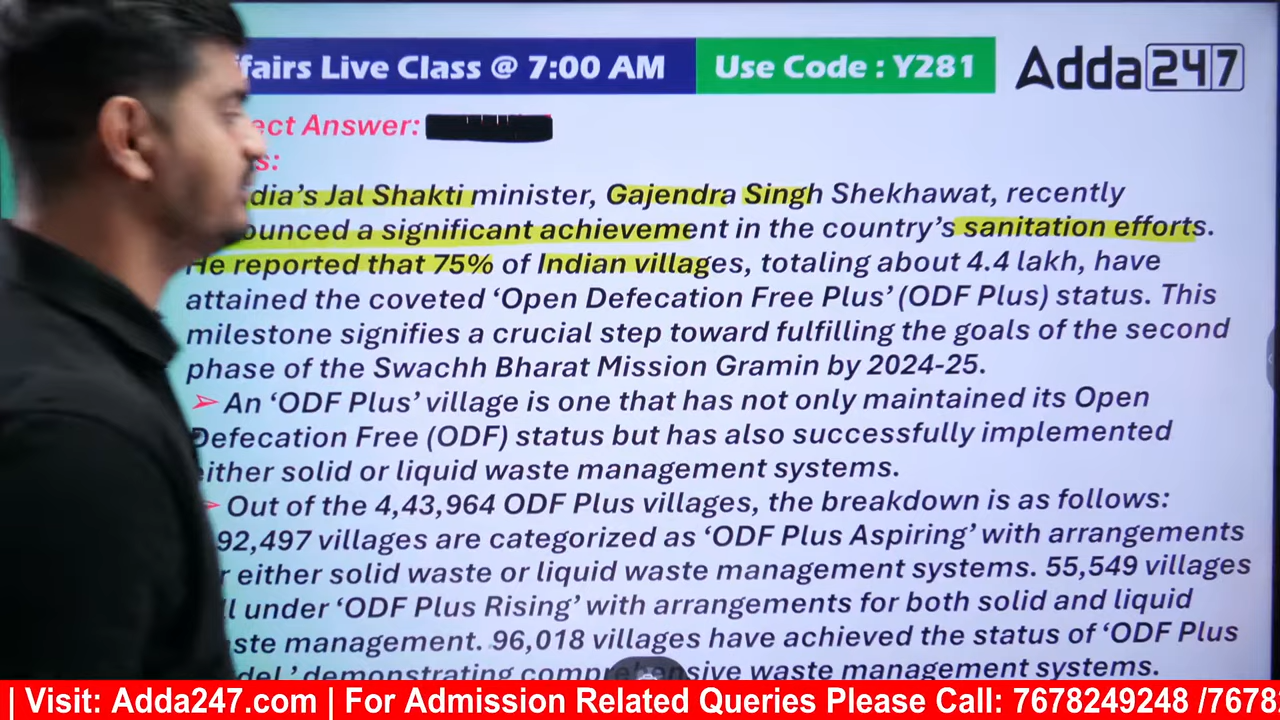 Live Class @ 7:00 AM Use Code : Y281 Adda247
Answer:
Jal Shakti minister, Gajendra Singh Shekhawat, recently
a significant achievement in the country's sanitation efforts.
He reported that 75% of Indian villages, totaling about 4.4 lakh, have
attained the coveted 'Open Defecation Free Plus' (ODF Plus) status. This
milestone signifies a crucial step toward fulfilling the goals of the second
phase of the Swachh Bharat Mission Gramin by 2024-25.
➢ An 'ODF Plus' village is one that has not only maintained its Open
Defecation Free (ODF) status but has also successfully implemented
either solid or liquid waste management systems.
Out of the 4,43,964 ODF Plus villages, the breakdown is as follows:
92,497 villages are categorized as 'ODF Plus Aspiring' with arrangements
either solid waste or liquid waste management systems. 55,549 villages
under 'ODF Plus Rising' with arrangements for both solid and liquid
management. 96,018 villages have achieved the status of 'ODF Plus
demonstrating comprehensive waste management systems.
| Visit: Adda247.com | For Admission Related Queries Please Call: 7678249248 /7678